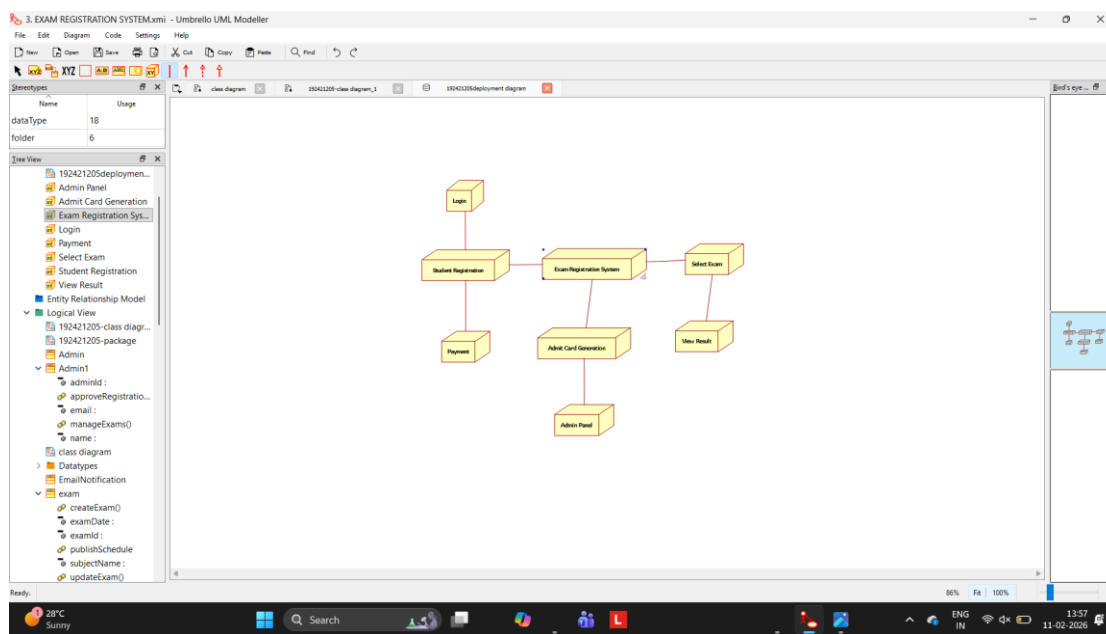 3. EXAM REGISTRATION SYSTEM.xmi - Umbrello UML Modeller
File Edit Diagram Code Settings Help
New Open Save Cut Copy Paste Find
XYZ XYZ A:B ABC XY
Stereotypes
Name Usage
dataType 18
folder 6
Tree View
192421205deploymen...
Admin Panel
Admit Card Generation
Exam Registration Sys...
Login
Payment
Select Exam
Student Registration
View Result
Entity Relationship Model
Logical View
192421205-class diagr...
192421205-package
Admin
Admin1
adminId :
approveRegistratio...
email :
manageExams()
name :
class diagram
Datatypes
EmailNotification
exam
createExam()
examDate :
examId :
publishSchedule
subjectName :
updateExam()
class diagram 192421205-class diagram_1 192421205deployment diagram
Login
Student Registration Exam Registration System Select Exam
Payment Admit Card Generation View Result
Admin Panel
Bird's eye ...
Ready. 86% Fit 100%
1 28°C
Sunny
Search
L
ENG
IN
13:57
11-02-2026